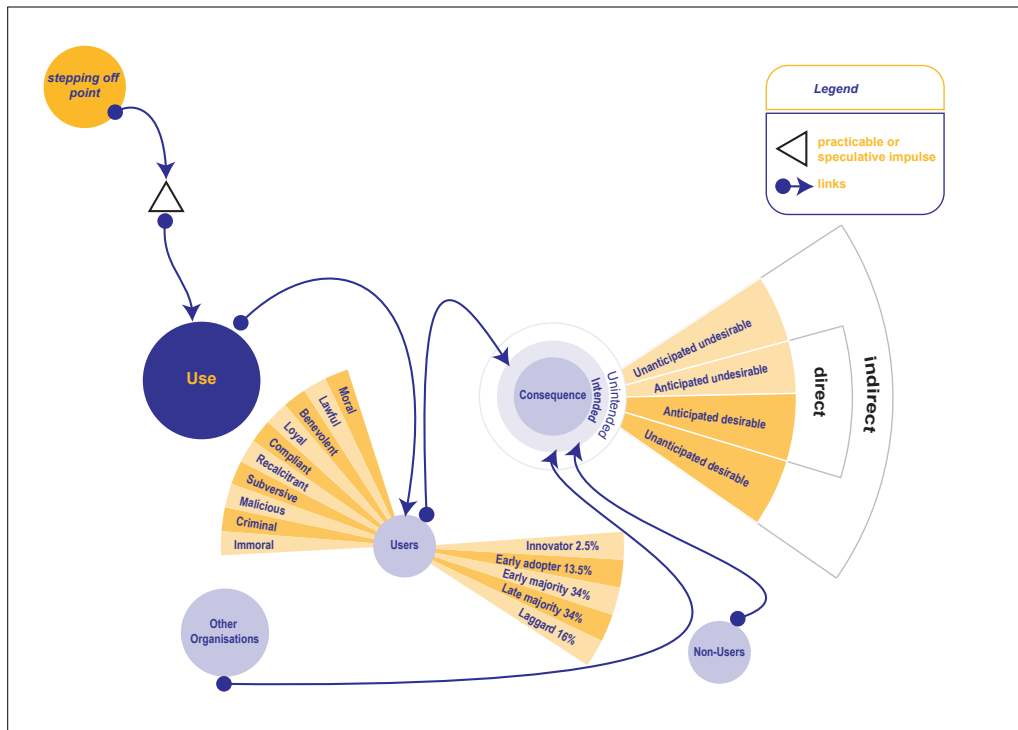 stepping off
point
Legend
practicable or
speculative impulse
links
Use
Moral
Lawful
Benevolent
Loyal
Compliant
Recalcitrant
Subversive
Malicious
Criminal
Immoral
Users
Innovator 2.5%
Early adopter 13.5%
Early majority 34%
Late majority 34%
Laggard 16%
Consequence
Intended
Unintended
Unanticipated undesirable
Anticipated undesirable
Anticipated desirable
Unanticipated desirable
direct
indirect
Other
Organisations
Non-Users